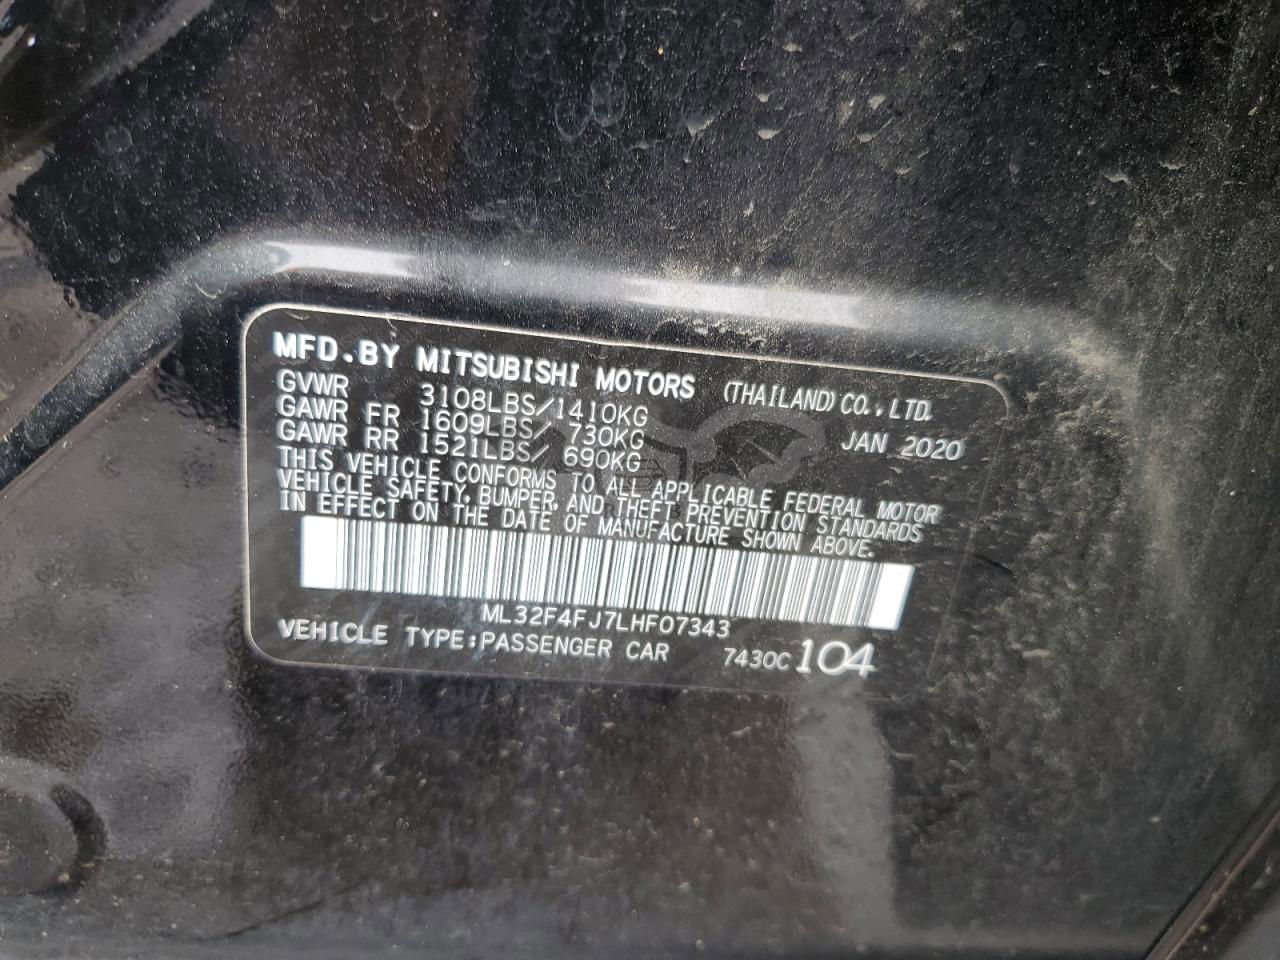 MFD.BY MITSUBISHI MOTORS (THAILAND)CO.,LTD.
GVWR 3108LBS/1410KG
GAWR FR 1609LBS/ 730KG JAN 2020
GAWR RR 1521LBS/ 690KG
THIS VEHICLE CONFORMS TO ALL APPLICABLE FEDERAL MOTOR
VEHICLE SAFETY, BUMPER, AND THEFT PREVENTION STANDARDS
IN EFFECT ON THE DATE OF MANUFACTURE SHOWN ABOVE.
ML32F4FJ7LHF07343
VEHICLE TYPE:PASSENGER CAR 7430C 104